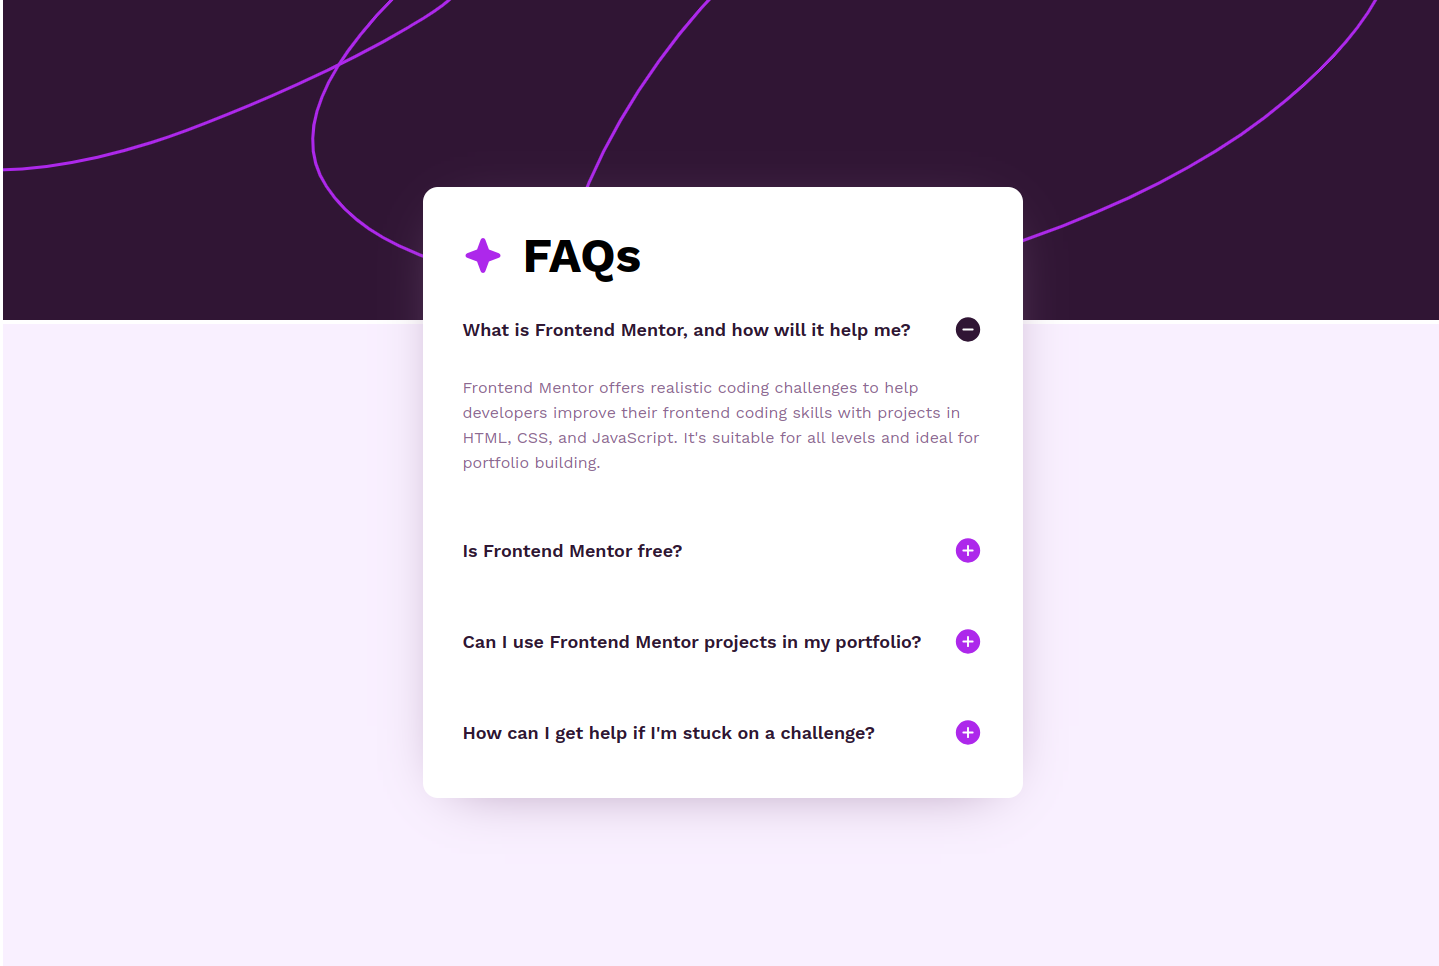 FAQs
What is Frontend Mentor, and how will it help me?
Frontend Mentor offers realistic coding challenges to help
developers improve their frontend coding skills with projects in
HTML, CSS, and JavaScript. It's suitable for all levels and ideal for
portfolio building.
Is Frontend Mentor free?
Can I use Frontend Mentor projects in my portfolio?
How can I get help if I'm stuck on a challenge?